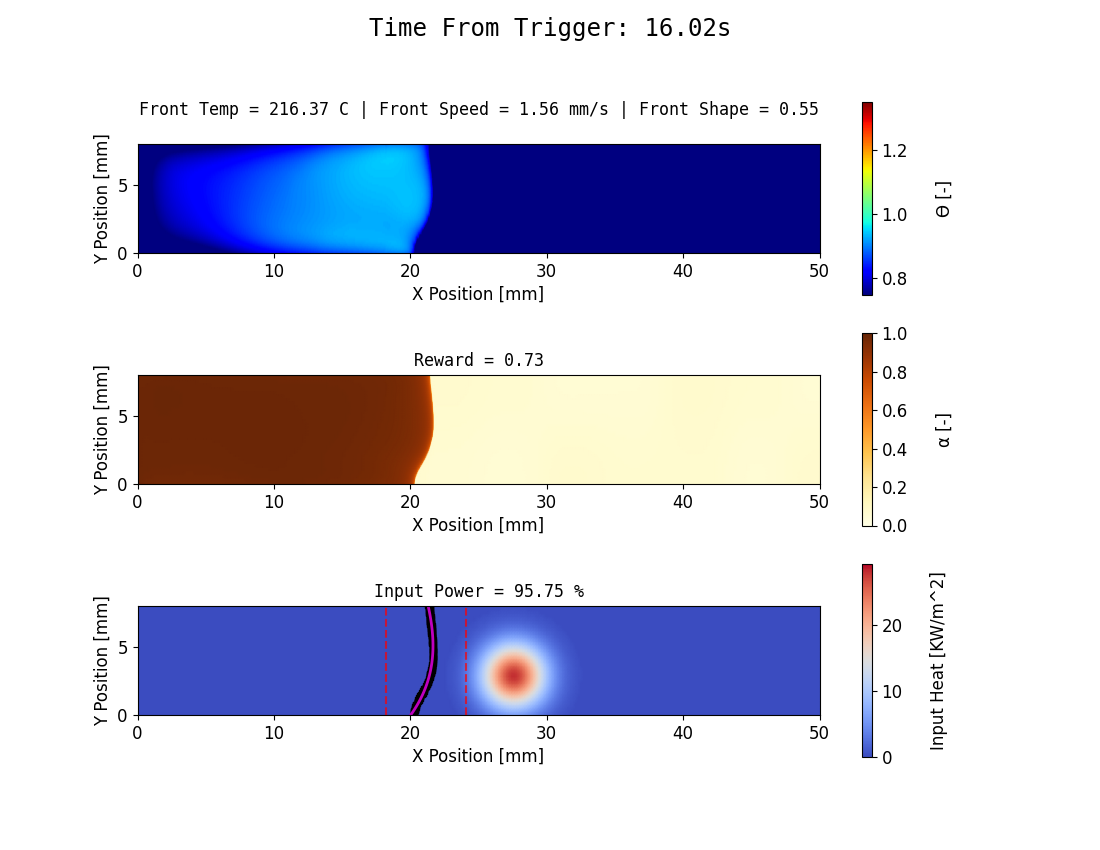 Time From Trigger: 16.02s
Front Temp = 216.37 C | Front Speed = 1.56 mm/s | Front Shape = 0.55
Y Position [mm]
5
0
0 10 20 30 40 50
X Position [mm]
1.2
1.0
0.8
Θ [-]
Reward = 0.73
Y Position [mm]
5
0
0 10 20 30 40 50
X Position [mm]
1.0
0.8
0.6
0.4
0.2
0.0
α [-]
Input Power = 95.75 %
Y Position [mm]
5
0
0 10 20 30 40 50
X Position [mm]
20
10
0
Input Heat [KW/m^2]